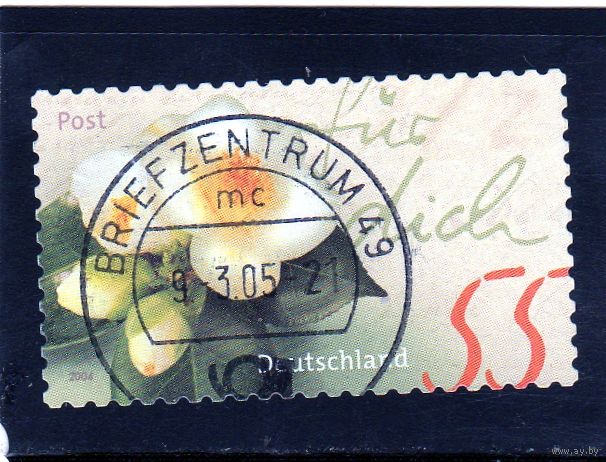 Post
für
dich
BRIEFZENTRUM 49
mc
-9.-3.05-21
55
Deutschland
2004
www.ay.by